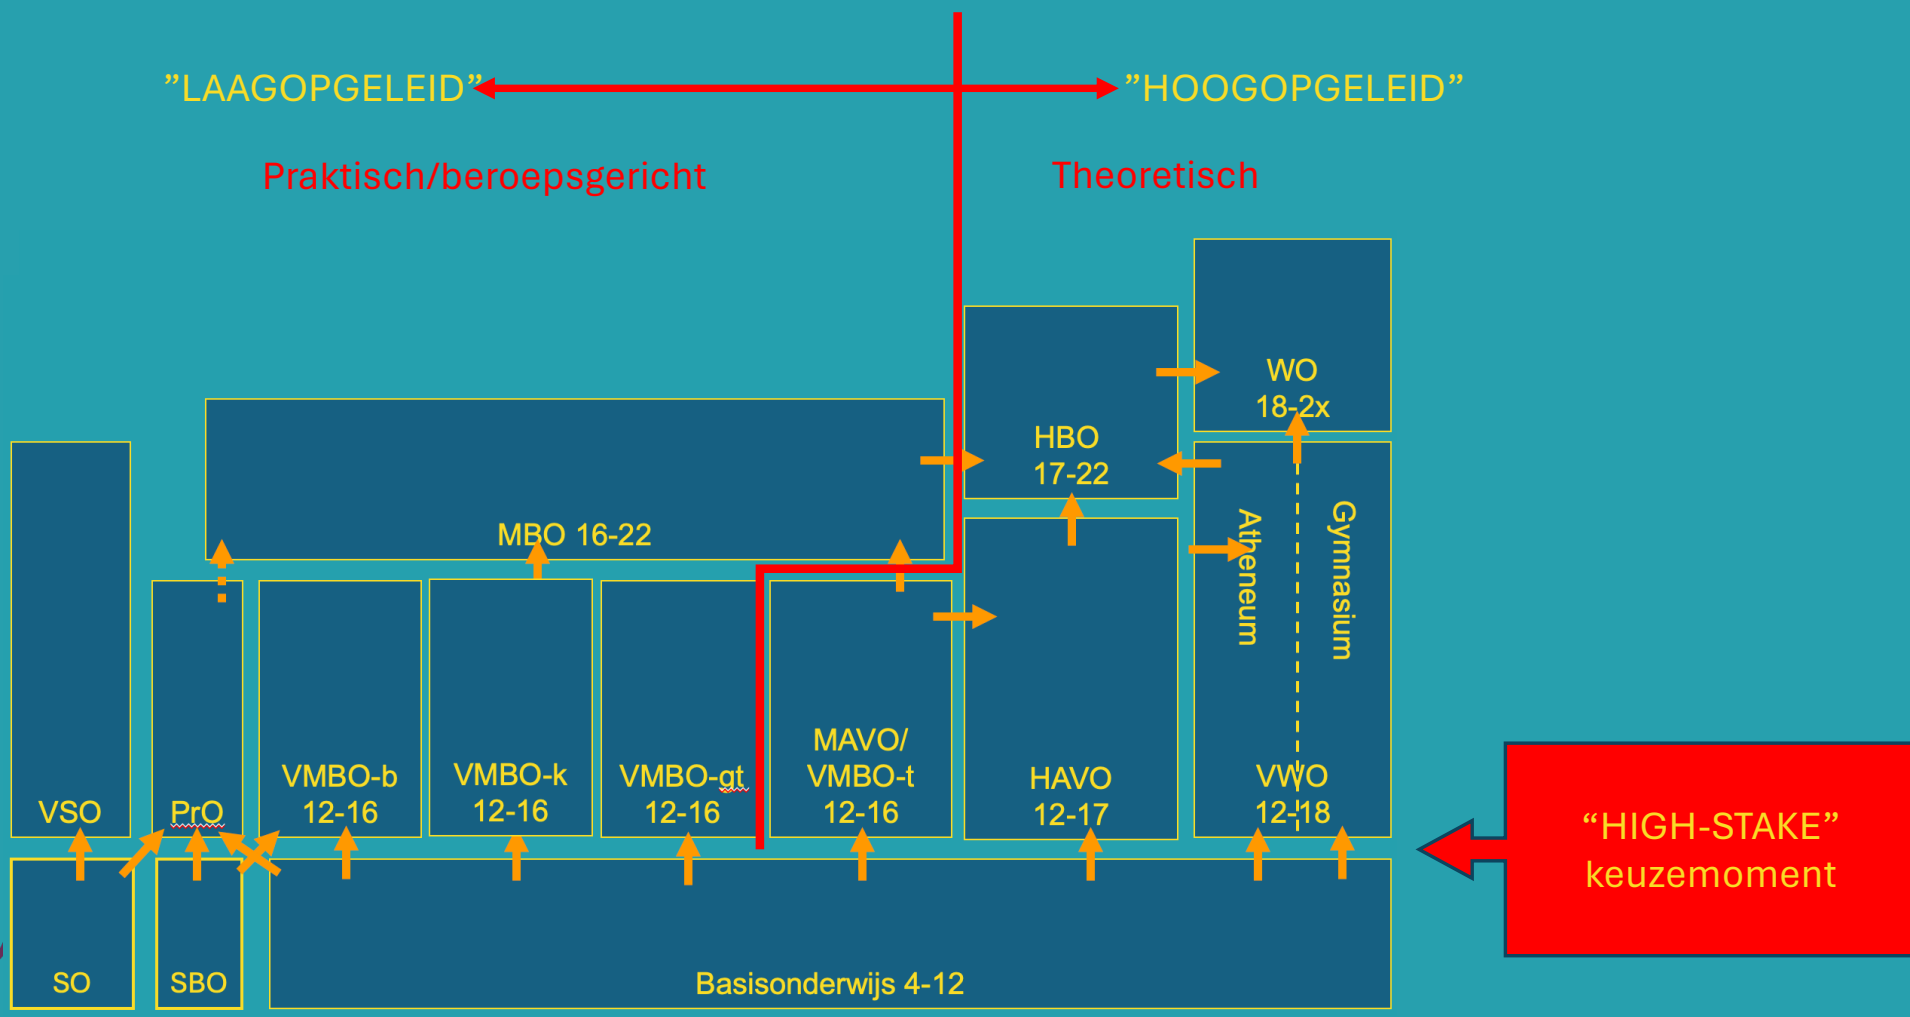 ”LAAGOPGELEID”
”HOOGOPGELEID”
Praktisch/beroepsgericht
Theoretisch
WO
18-2x
HBO
17-22
MBO 16-22
Atheneum
Gymnasium
VSO
PrO
VMBO-b
12-16
VMBO-k
12-16
VMBO-gt
12-16
MAVO/
VMBO-t
12-16
HAVO
12-17
VWO
12-18
“HIGH-STAKE”
keuzemoment
SO
SBO
Basisonderwijs 4-12